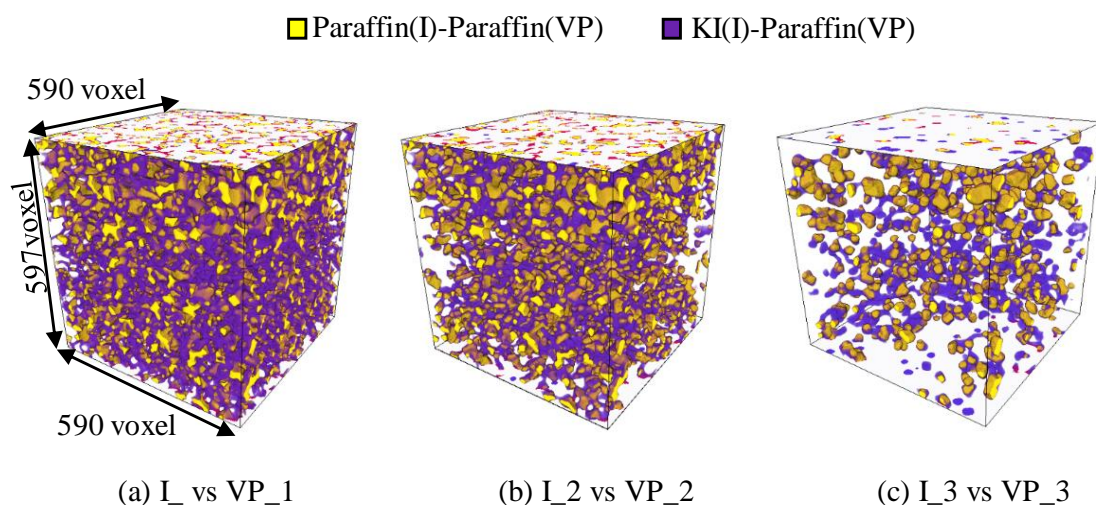 Paraffin(I)-Paraffin(VP) KI(I)-Paraffin(VP)
590 voxel
597voxel
590 voxel
(a) I_ vs VP_1 (b) I_2 vs VP_2 (c) I_3 vs VP_3